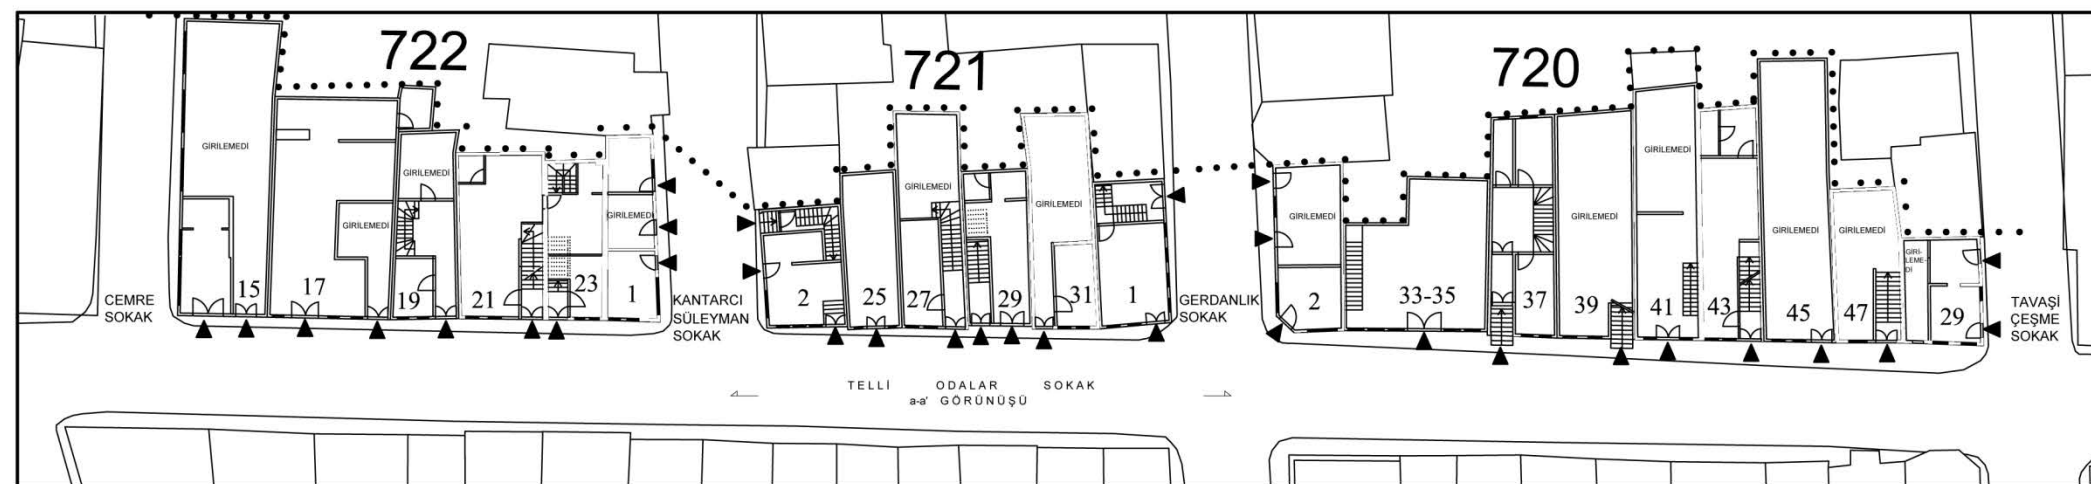 722
721
720
GİRİLEMEDİ
GİRİLEMEDİ
GİRİLEMEDİ
GİRİLEMEDİ
15
17
19
21
23
1
CEMRE
SOKAK
KANTARCI
SÜLEYMAN
SOKAK
GİRİLEMEDİ
GİRİLEMEDİ
2
25
27
29
31
1
GERDANLIK
SOKAK
GİRİLEMEDİ
GİRİLEMEDİ
GİRİLEMEDİ
GİRİLEMEDİ
GİRİLEMEDİ
GİRİ-
LEME-
Dİ
2
33-35
37
39
41
43
45
47
29
TAVAŞİ
ÇEŞME
SOKAK
TELLİ ODALAR SOKAK
a-a' GÖRÜNÜŞÜ